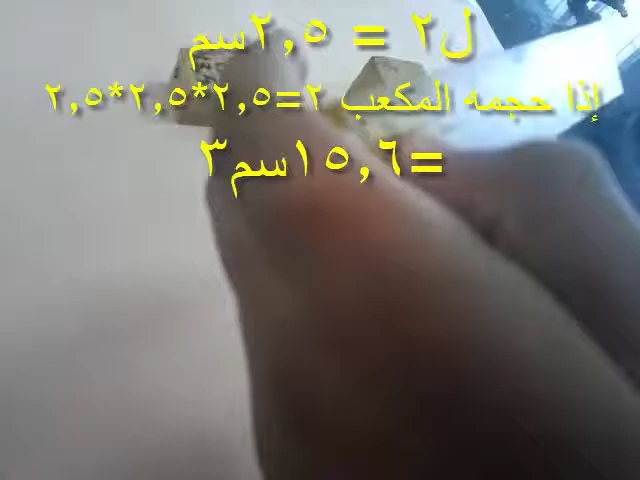 ل٢ = ٢,٥سم
إذا حجمه المكعب ٢=٢,٥*٢,٥*٢,٥
=١٥,٦سم٣